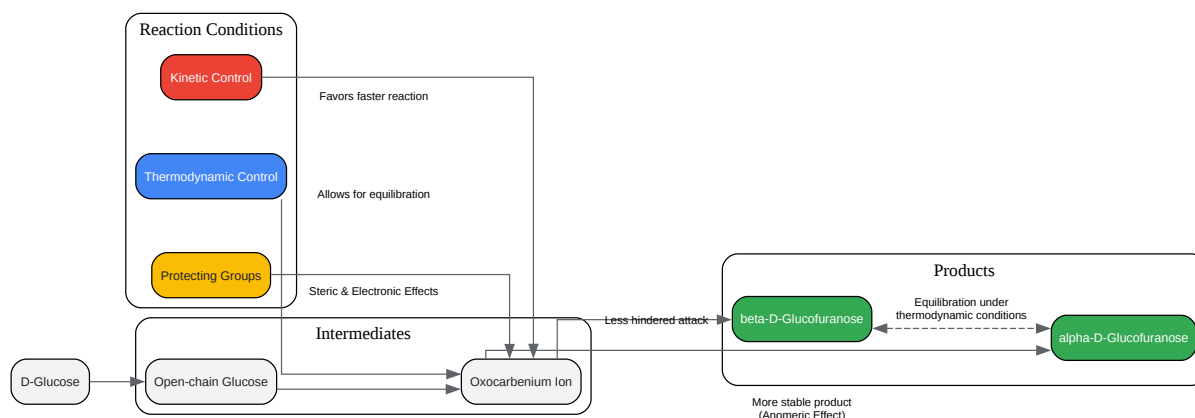 Reaction Conditions
Kinetic Control
Favors faster reaction
Thermodynamic Control
Allows for equilibration
Protecting Groups
Steric & Electronic Effects
Intermediates
D-Glucose
Open-chain Glucose
Oxocarbenium Ion
Less hindered attack
Products
beta-D-Glucofuranose
Equilibration under
thermodynamic conditions
alpha-D-Glucofuranose
More stable product
(Anomeric Effect)